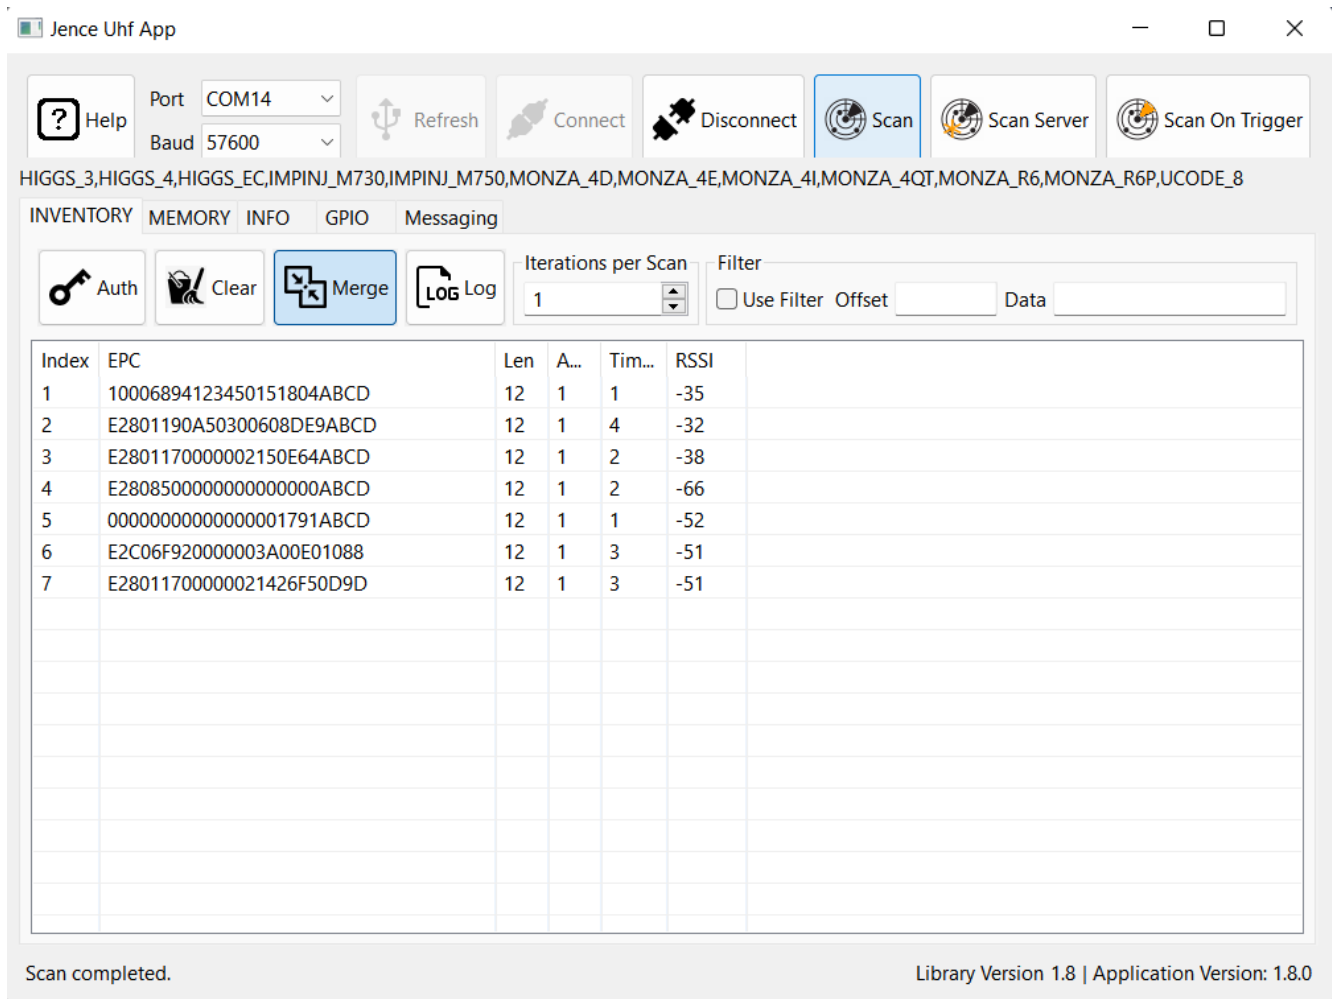 Jence Uhf App
Help
Port COM14
Baud 57600
Refresh
Connect
Disconnect
Scan
Scan Server
Scan On Trigger
HIGGS_3,HIGGS_4,HIGGS_EC,IMPINJ_M730,IMPINJ_M750,MONZA_4D,MONZA_4E,MONZA_4I,MONZA_4QT,MONZA_R6,MONZA_R6P,UCODE_8
INVENTORY MEMORY INFO GPIO Messaging
Auth
Clear
Merge
LOG Log
Iterations per Scan
1
Filter
Use Filter Offset Data
Index EPC Len A... Tim... RSSI
1 10006894123450151804ABCD 12 1 1 -35
2 E2801190A50300608DE9ABCD 12 1 4 -32
3 E2801170000002150E64ABCD 12 1 2 -38
4 E28085000000000000000ABCD 12 1 2 -66
5 00000000000000001791ABCD 12 1 1 -52
6 E2C06F920000003A00E01088 12 1 3 -51
7 E28011700000021426F50D9D 12 1 3 -51
Scan completed.
Library Version 1.8 | Application Version: 1.8.0